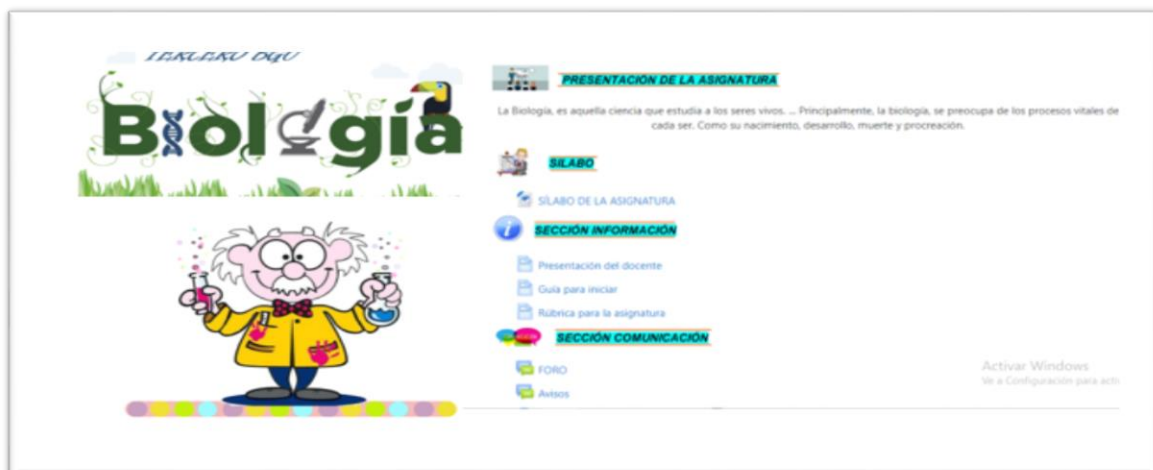 TERCERO BGU
Biología
PRESENTACIÓN DE LA ASIGNATURA
La Biología, es aquella ciencia que estudia a los seres vivos. ... Principalmente, la biología, se preocupa de los procesos vitales de
cada ser. Como su nacimiento, desarrollo, muerte y procreación.
SILABO
SÍLABO DE LA ASIGNATURA
SECCIÓN INFORMACIÓN
Presentación del docente
Guía para iniciar
Rúbrica para la asignatura
SECCIÓN COMUNICACIÓN
FORO
Avisos
Activar Windows
Ve a Configuración para acti